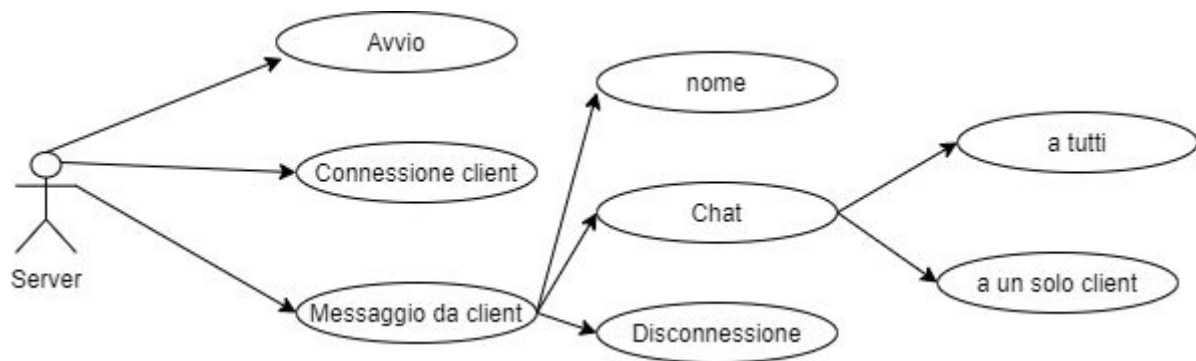 Avvio
nome
a tutti
Connessione client
Chat
Server
a un solo client
Messaggio da client
Disconnessione